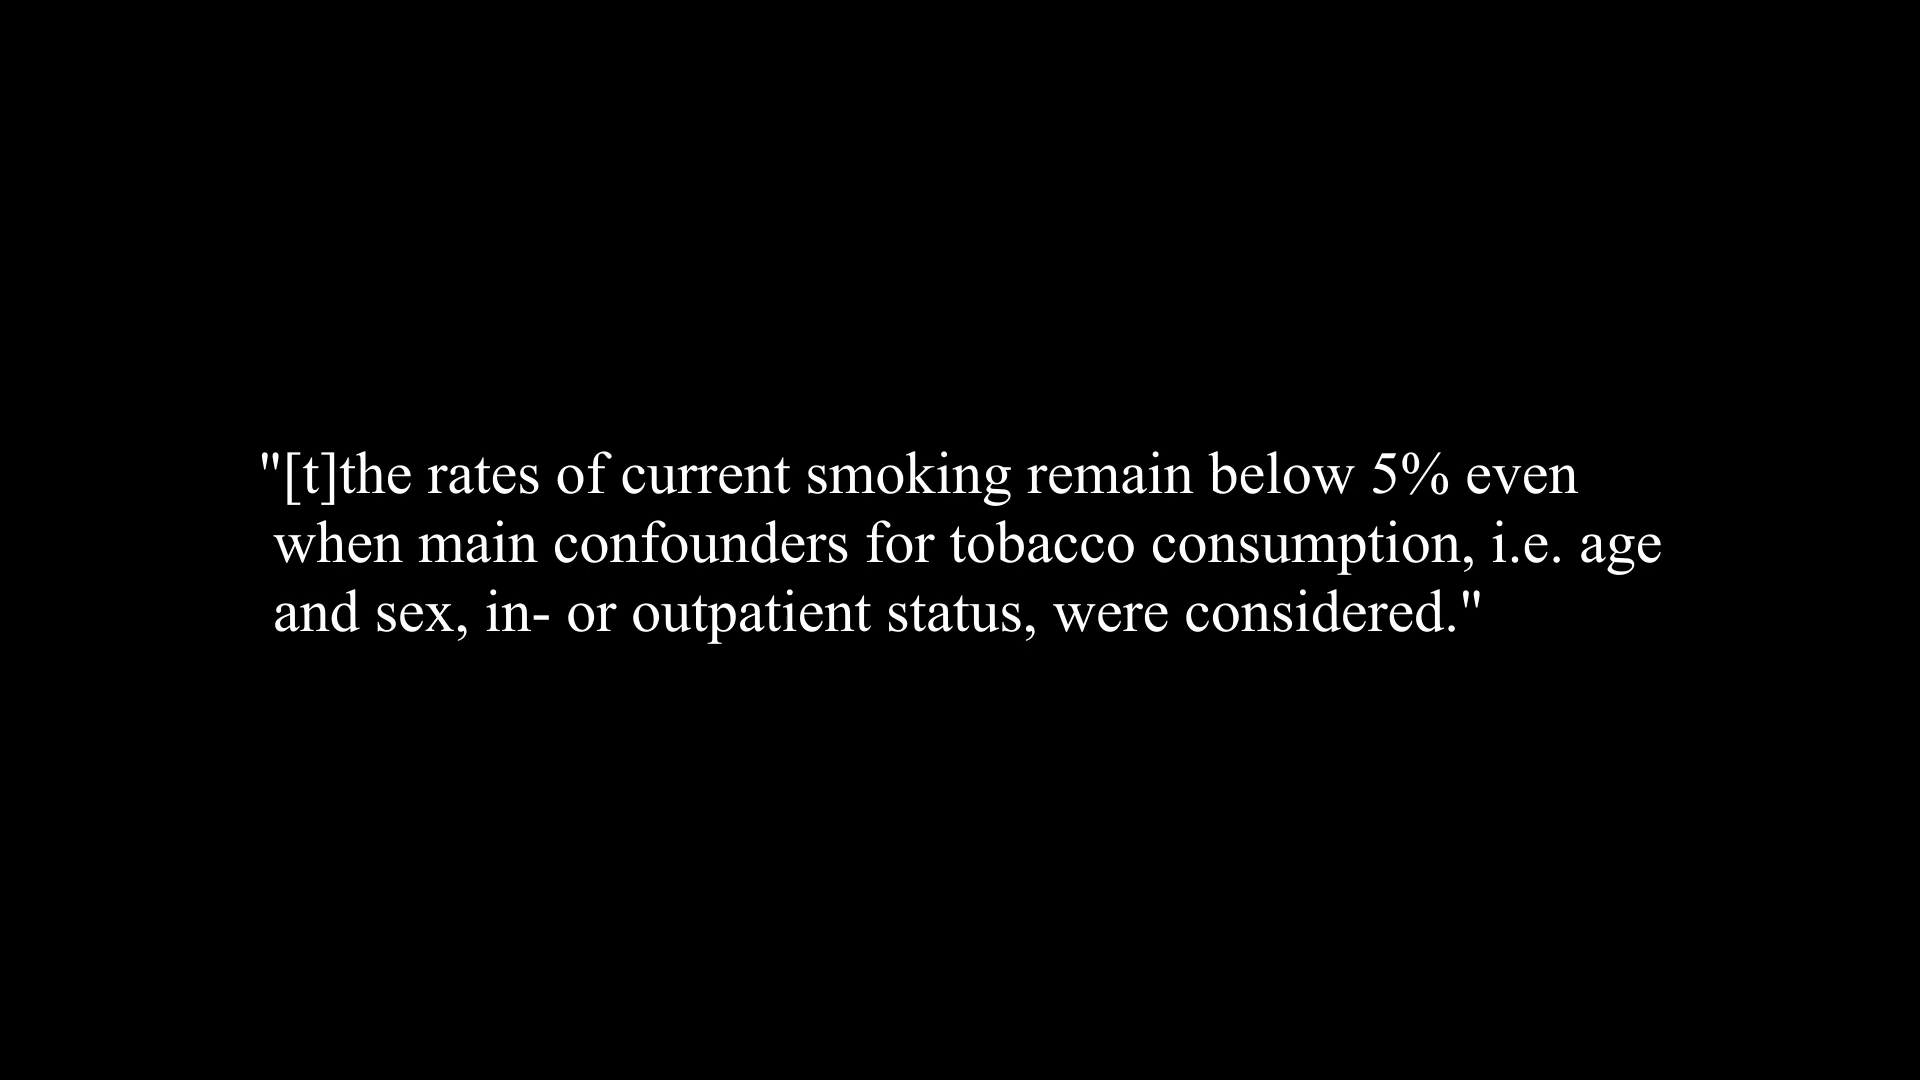 "[t]the rates of current smoking remain below 5% even
when main confounders for tobacco consumption, i.e. age
and sex, in- or outpatient status, were considered."